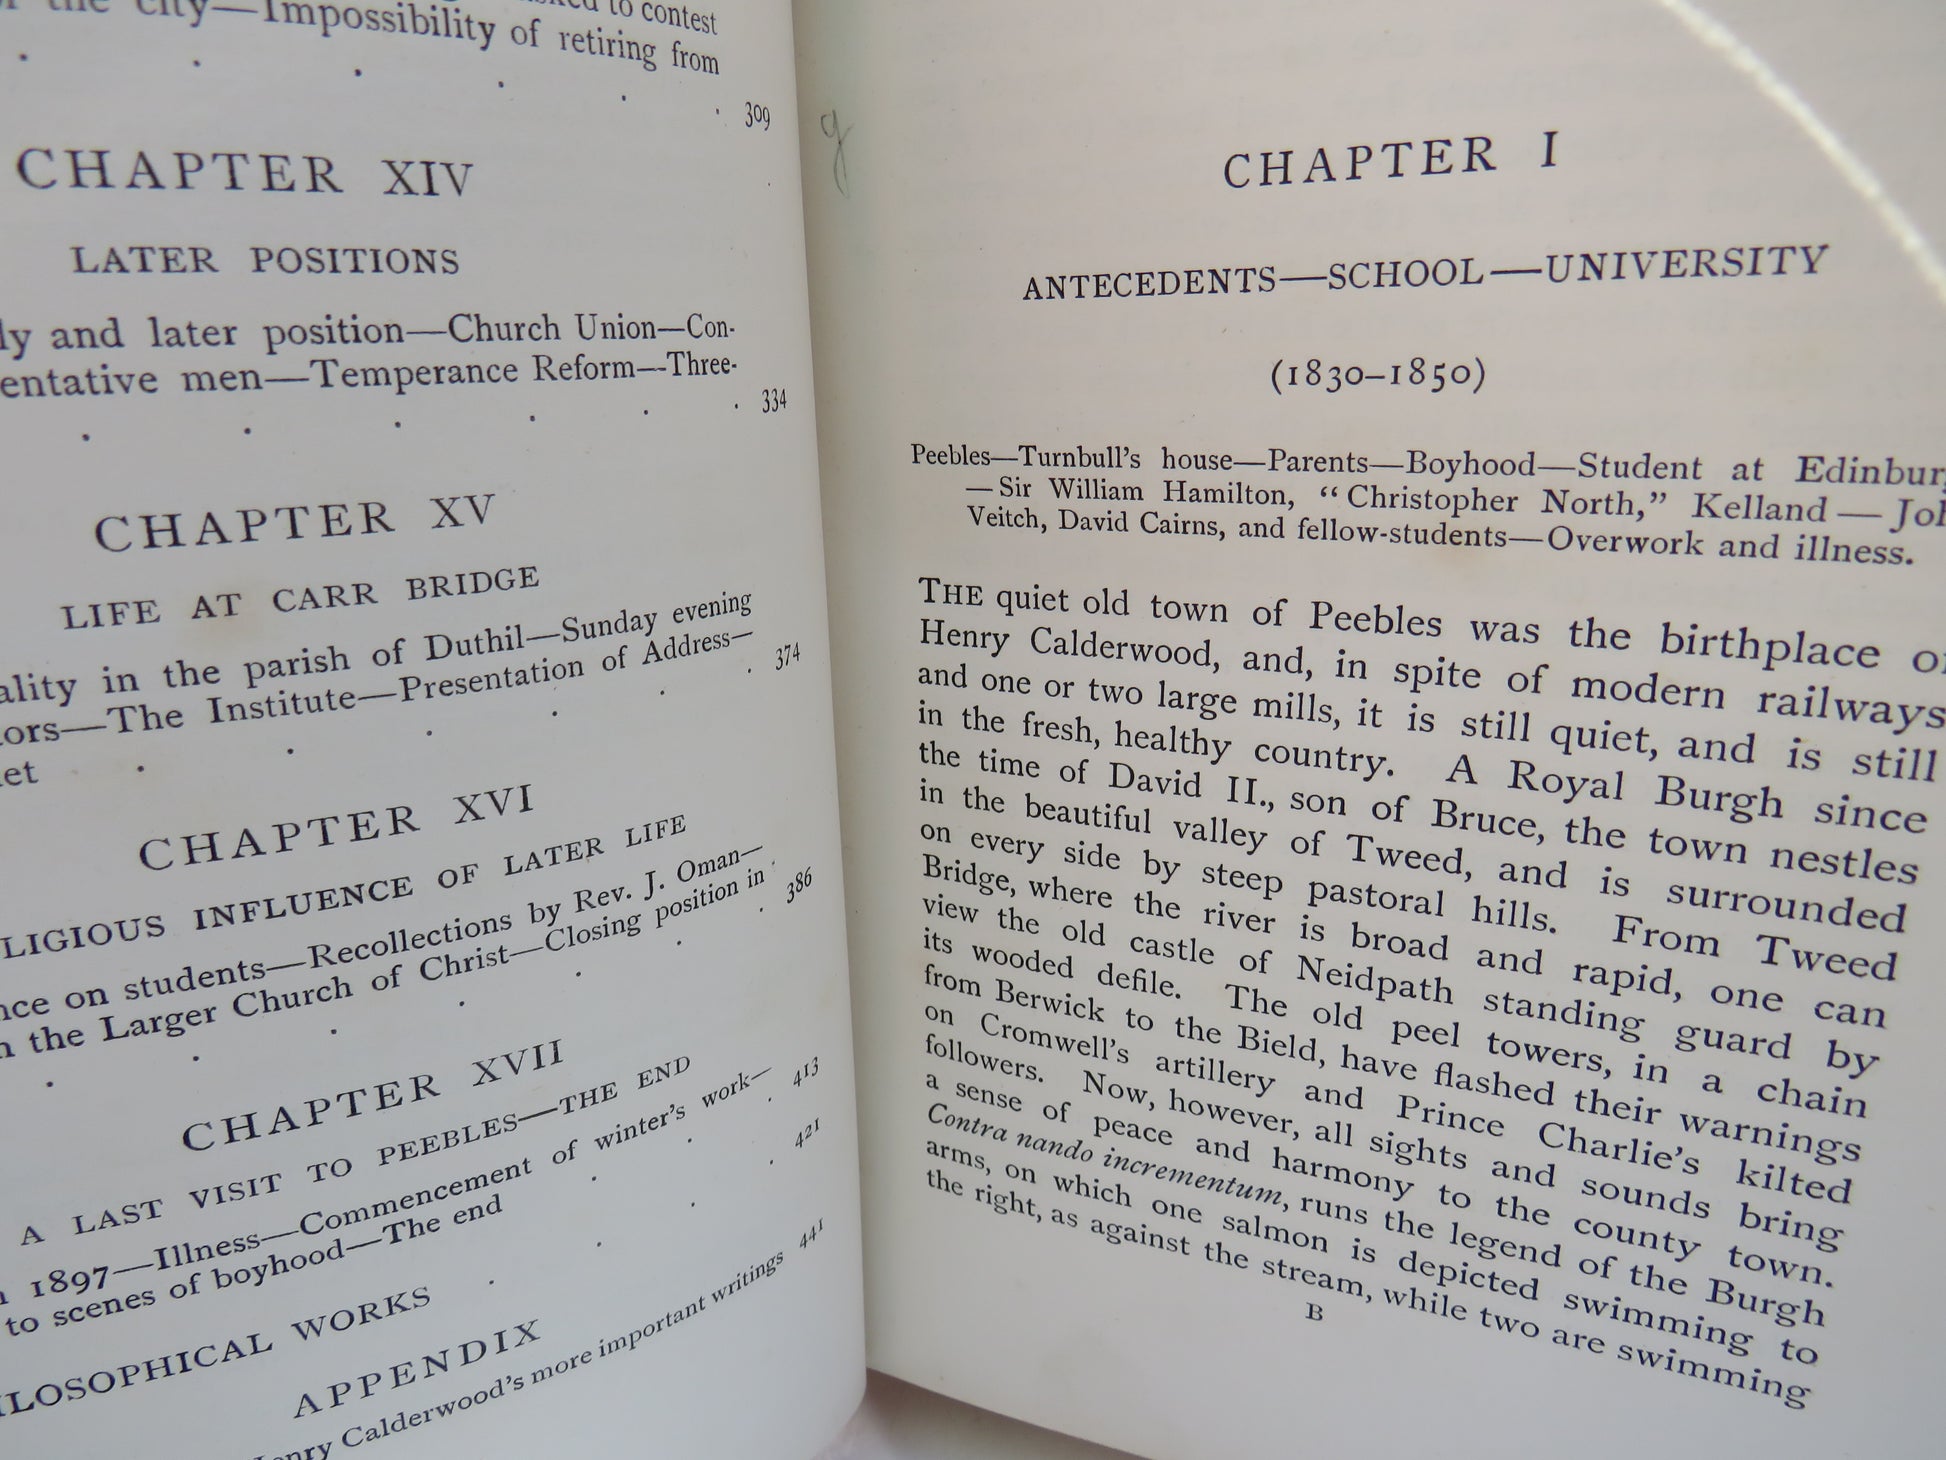 to contest
the city—Impossibility of retiring from
309
CHAPTER XIV
LATER POSITIONS
and later position—Church Union—Con-
entative men—Temperance Reform—Three-
334
CHAPTER XV
LIFE AT CARR BRIDGE
ality in the parish of Duthil—Sunday evening
ors—The Institute—Presentation of Address—
et
374
CHAPTER XVI
LIGIOUS INFLUENCE OF LATER LIFE
nce on students—Recollections by Rev. J. Oman—
n the Larger Church of Christ—Closing position in
386
CHAPTER XVII
A LAST VISIT TO PEEBLES—THE END
1897—Illness—Commencement of winter's work—
to scenes of boyhood—The end
413
ILOSOPHICAL WORKS
421
APPENDIX
Henry Calderwood's more important writings 441
g
CHAPTER I
ANTECEDENTS—SCHOOL—UNIVERSITY
(1830–1850)
Peebles—Turnbull's house—Parents—Boyhood—Student at Edinbur
—Sir William Hamilton, "Christopher North," Kelland—Joh
Veitch, David Cairns, and fellow-students—Overwork and illness.
THE quiet old town of Peebles was the birthplace of
Henry Calderwood, and, in spite of modern railways
and one or two large mills, it is still quiet, and is still
in the fresh, healthy country. A Royal Burgh since
the time of David II., son of Bruce, the town nestles
in the beautiful valley of Tweed, and is surrounded
on every side by steep pastoral hills. From Tweed
Bridge, where the river is broad and rapid, one can
view the old castle of Neidpath standing guard by
its wooded defile. The old peel towers, in a chain
from Berwick to the Bield, have flashed their warnings
on Cromwell's artillery and Prince Charlie's kilted
followers. Now, however, all sights and sounds bring
a sense of peace and harmony to the county town.
Contra nando incrementum, runs the legend of the Burgh
arms, on which one salmon is depicted swimming to
the right, as against the stream, while two are swimming
B